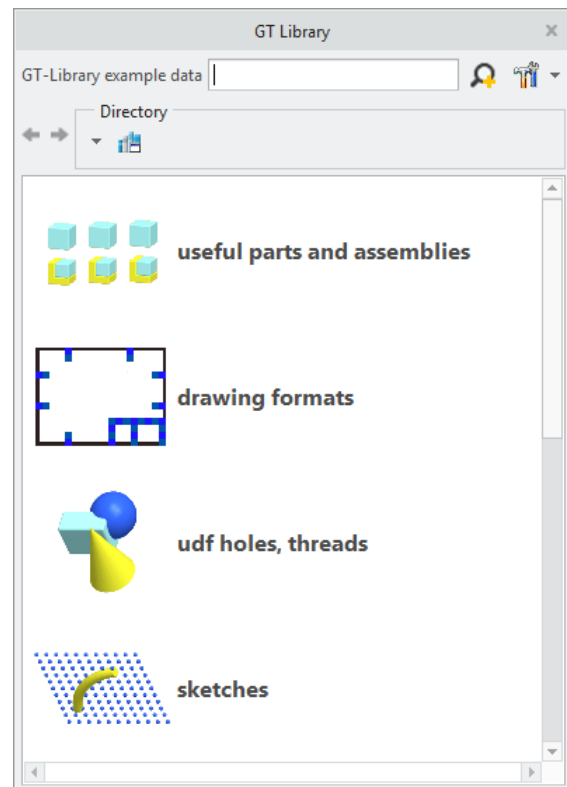 GT Library
GT-Library example data
Directory
useful parts and assemblies
drawing formats
udf holes, threads
sketches